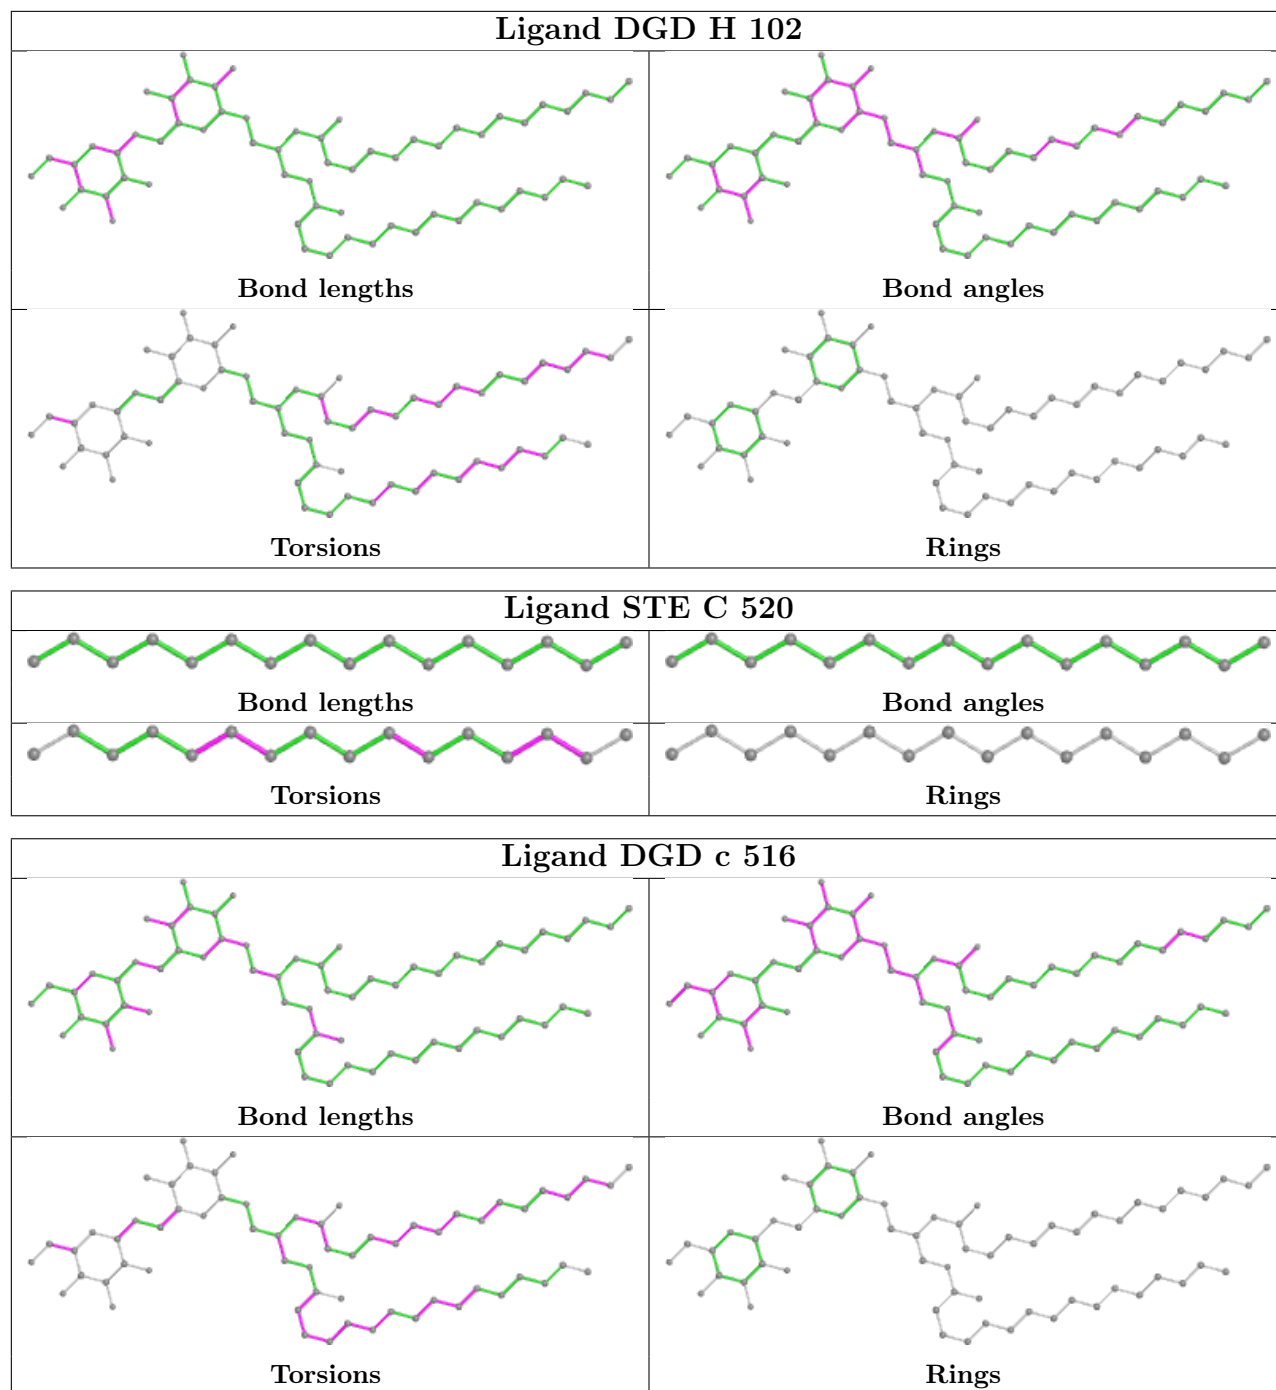 Ligand DGD H 102
Bond lengths Bond angles
Torsions Rings
Ligand STE C 520
Bond lengths Bond angles
Torsions Rings
Ligand DGD c 516
Bond lengths Bond angles
Torsions Rings